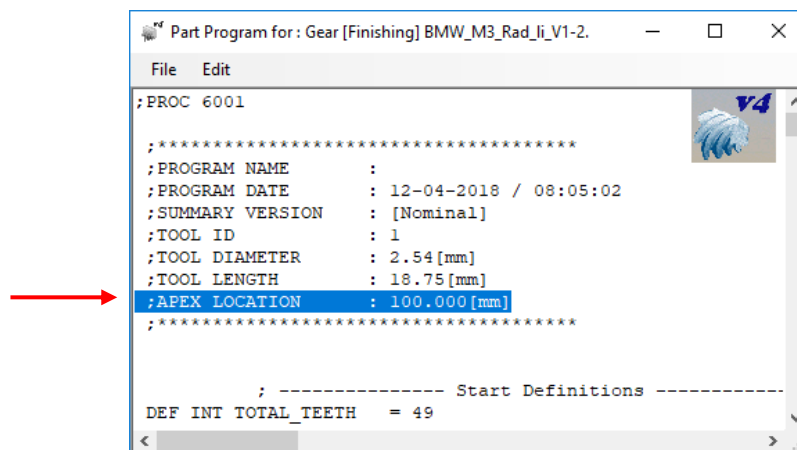 Part Program for : Gear [Finishing] BMW_M3_Rad_li_V1-2.
File Edit
;PROC 6001
v4
;**************************************
;PROGRAM NAME :
;PROGRAM DATE : 12-04-2018 / 08:05:02
;SUMMARY VERSION : [Nominal]
;TOOL ID : 1
;TOOL DIAMETER : 2.54[mm]
;TOOL LENGTH : 18.75[mm]
;APEX LOCATION : 100.000[mm]
;**************************************
; --------------- Start Definitions ------------
DEF INT TOTAL_TEETH = 49